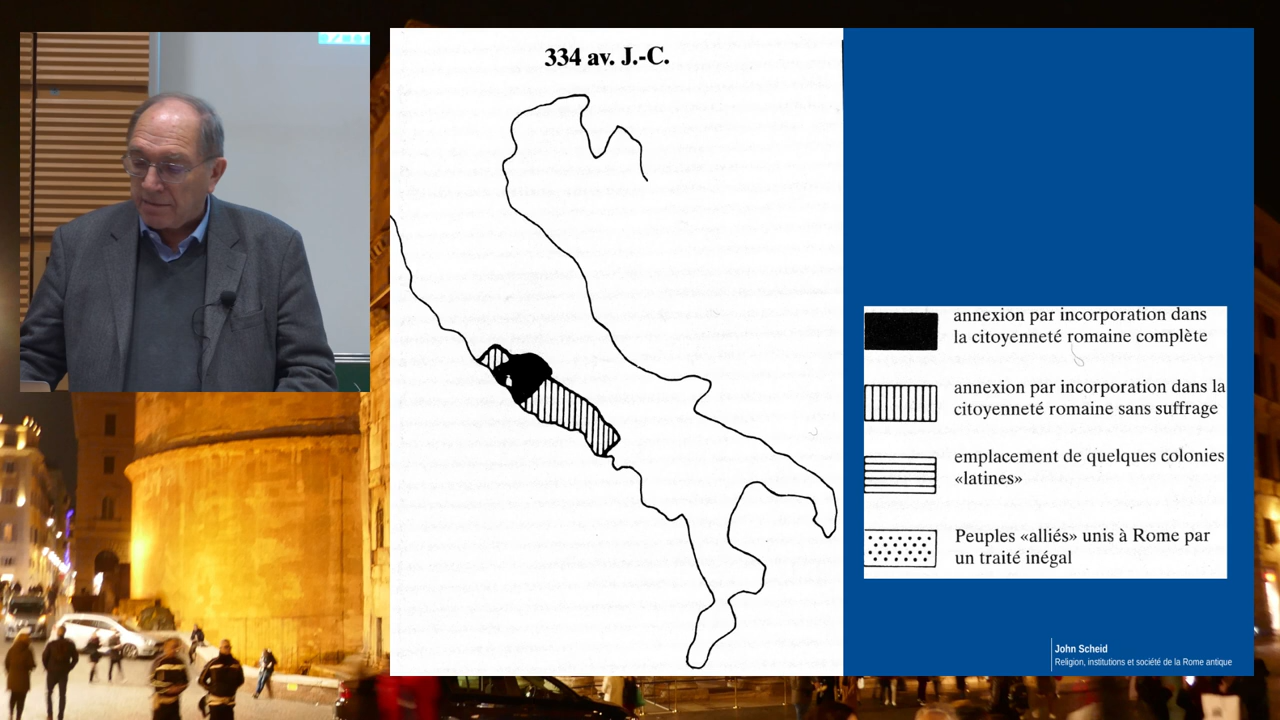 334 av. J.-C.
annexion par incorporation dans
la citoyenneté romaine complète
annexion par incorporation dans la
citoyenneté romaine sans suffrage
emplacement de quelques colonies
«latines»
Peuples «alliés» unis à Rome par
un traité inégal
John Scheid
Religion, institutions et société de la Rome antique